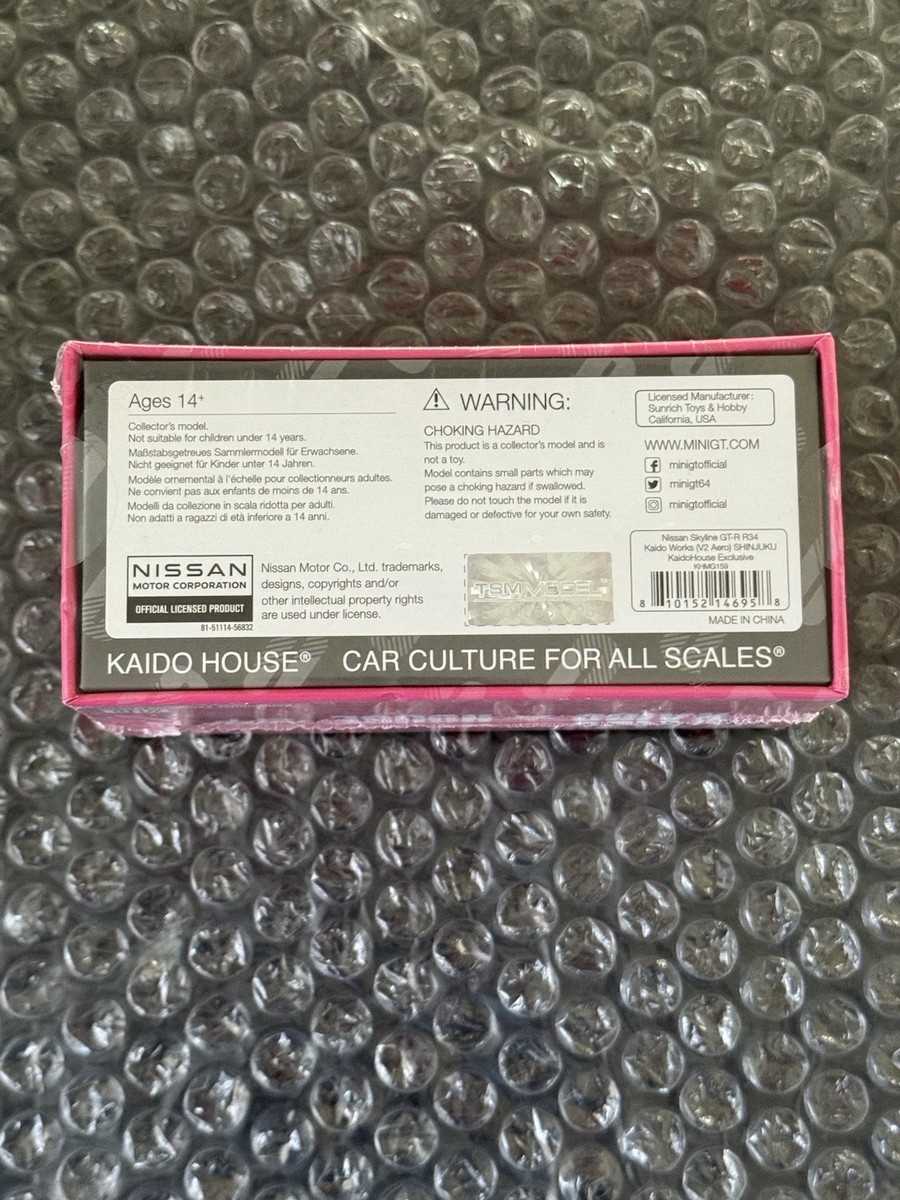 Ages 14+
Collector's model.
Not suitable for children under 14 years.
Maßstabsgetreues Sammlermodell für Erwachsene.
Nicht geeignet für Kinder unter 14 Jahren.
Modèle ornemental à l'échelle pour collectionneurs adultes.
Ne convient pas aux enfants de moins de 14 ans.
Modelli da collezione in scala ridotta per adulti.
Non adatti a ragazzi di età inferiore a 14 anni.
WARNING:
CHOKING HAZARD
This product is a collector's model and is
not a toy.
Model contains small parts which may
pose a choking hazard if swallowed.
Please do not touch the model if it is
damaged or defective for your own safety.
Licensed Manufacturer:
Sunrich Toys & Hobby
California, USA
WWW.MINIGT.COM
minigtofficial
minigt64
minigtofficial
NISSAN
MOTOR CORPORATION
OFFICIAL LICENSED PRODUCT
81-51114-56832
Nissan Motor Co., Ltd. trademarks,
designs, copyrights and/or
other intellectual property rights
are used under license.
TSM MODEL
Nissan Skyline GT-R R34
Kaido Works (V2 Aero) SHINJUKU
KaidoHouse Exclusive
KHMG159
8 10152 14695 8
MADE IN CHINA
KAIDO HOUSE® CAR CULTURE FOR ALL SCALES®